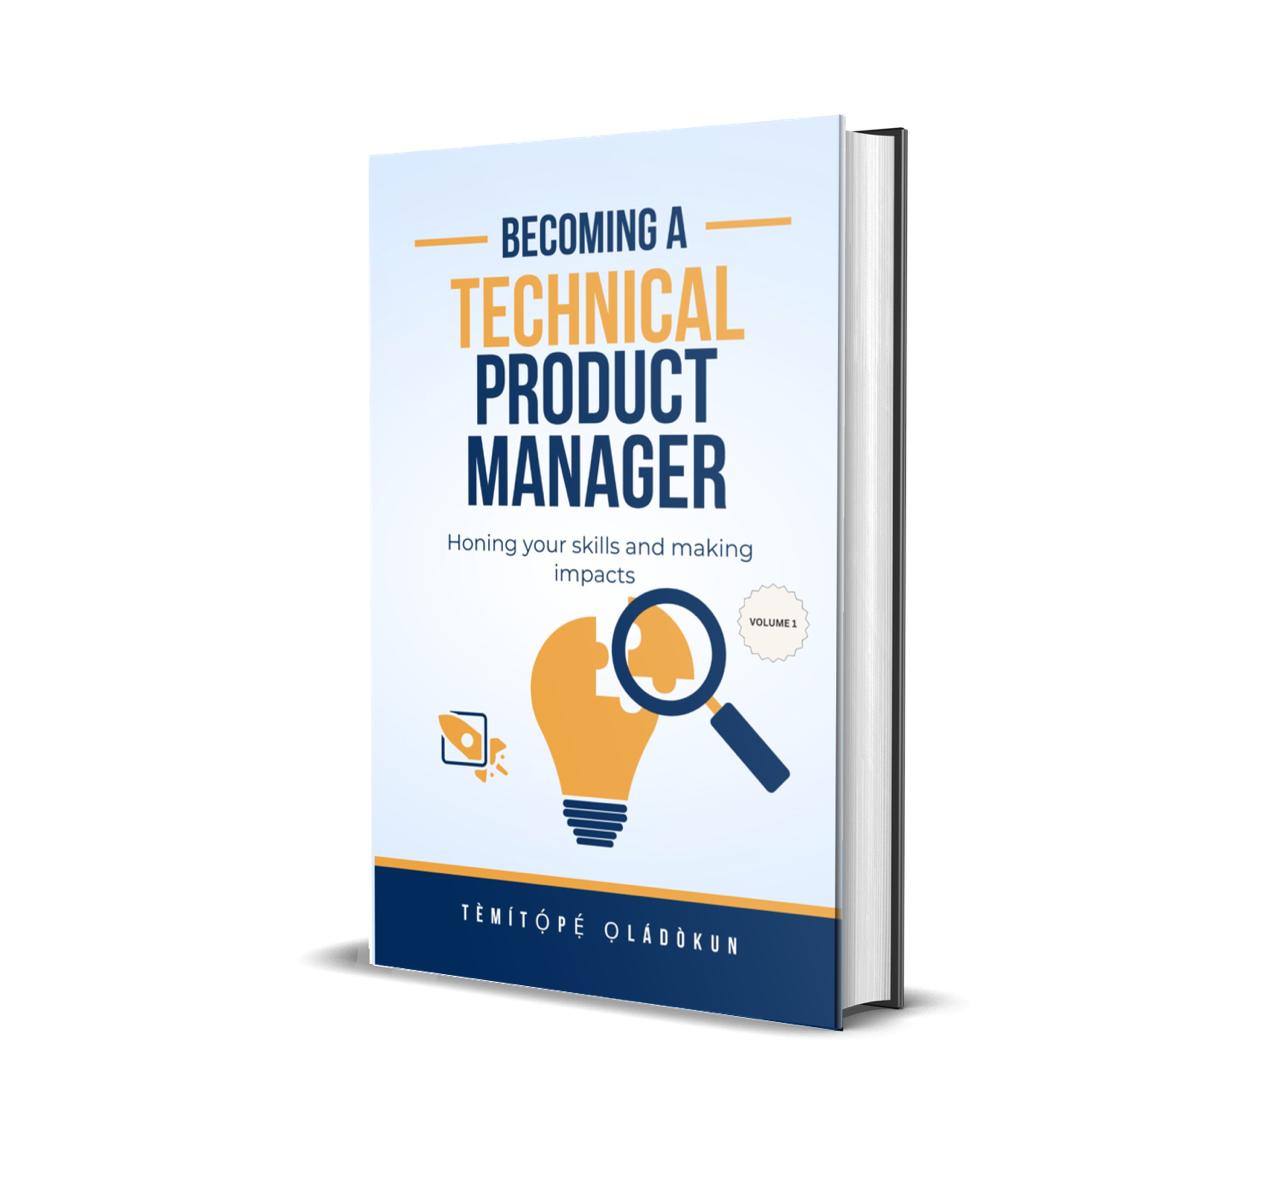 BECOMING A
TECHNICAL
PRODUCT
MANAGER
Honing your skills and making
impacts
VOLUME 1
TÈMÍTỌ́PẸ́ ỌLÁDÒKUN